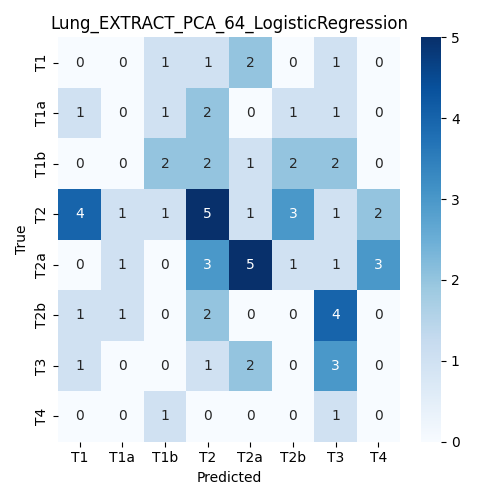 Lung_EXTRACT_PCA_64_LogisticRegression
T1 0 0 1 1 2 0 1 0
T1a 1 0 1 2 0 1 1 0
T1b 0 0 2 2 1 2 2 0
T2 4 1 1 5 1 3 1 2
T2a 0 1 0 3 5 1 1 3
T2b 1 1 0 2 0 0 4 0
T3 1 0 0 1 2 0 3 0
T4 0 0 1 0 0 0 1 0
T1 T1a T1b T2 T2a T2b T3 T4
Predicted
True
5
4
3
2
1
0